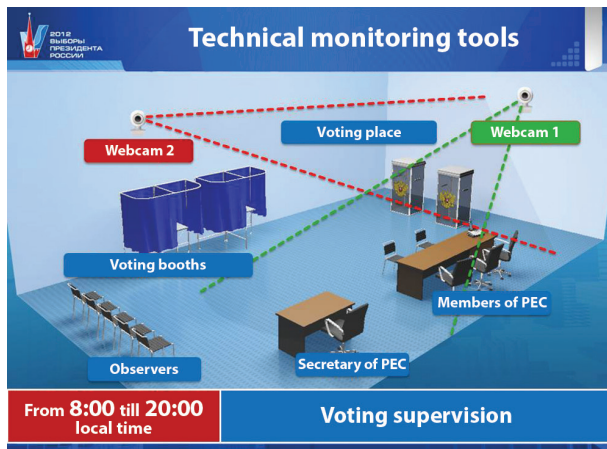 2012
ВЫБОРЫ
ПРЕЗИДЕНТА
РОССИИ
Technical monitoring tools
Webcam 2
Voting place
Webcam 1
Voting booths
Members of PEC
Observers
Secretary of PEC
From 8:00 till 20:00
local time
Voting supervision